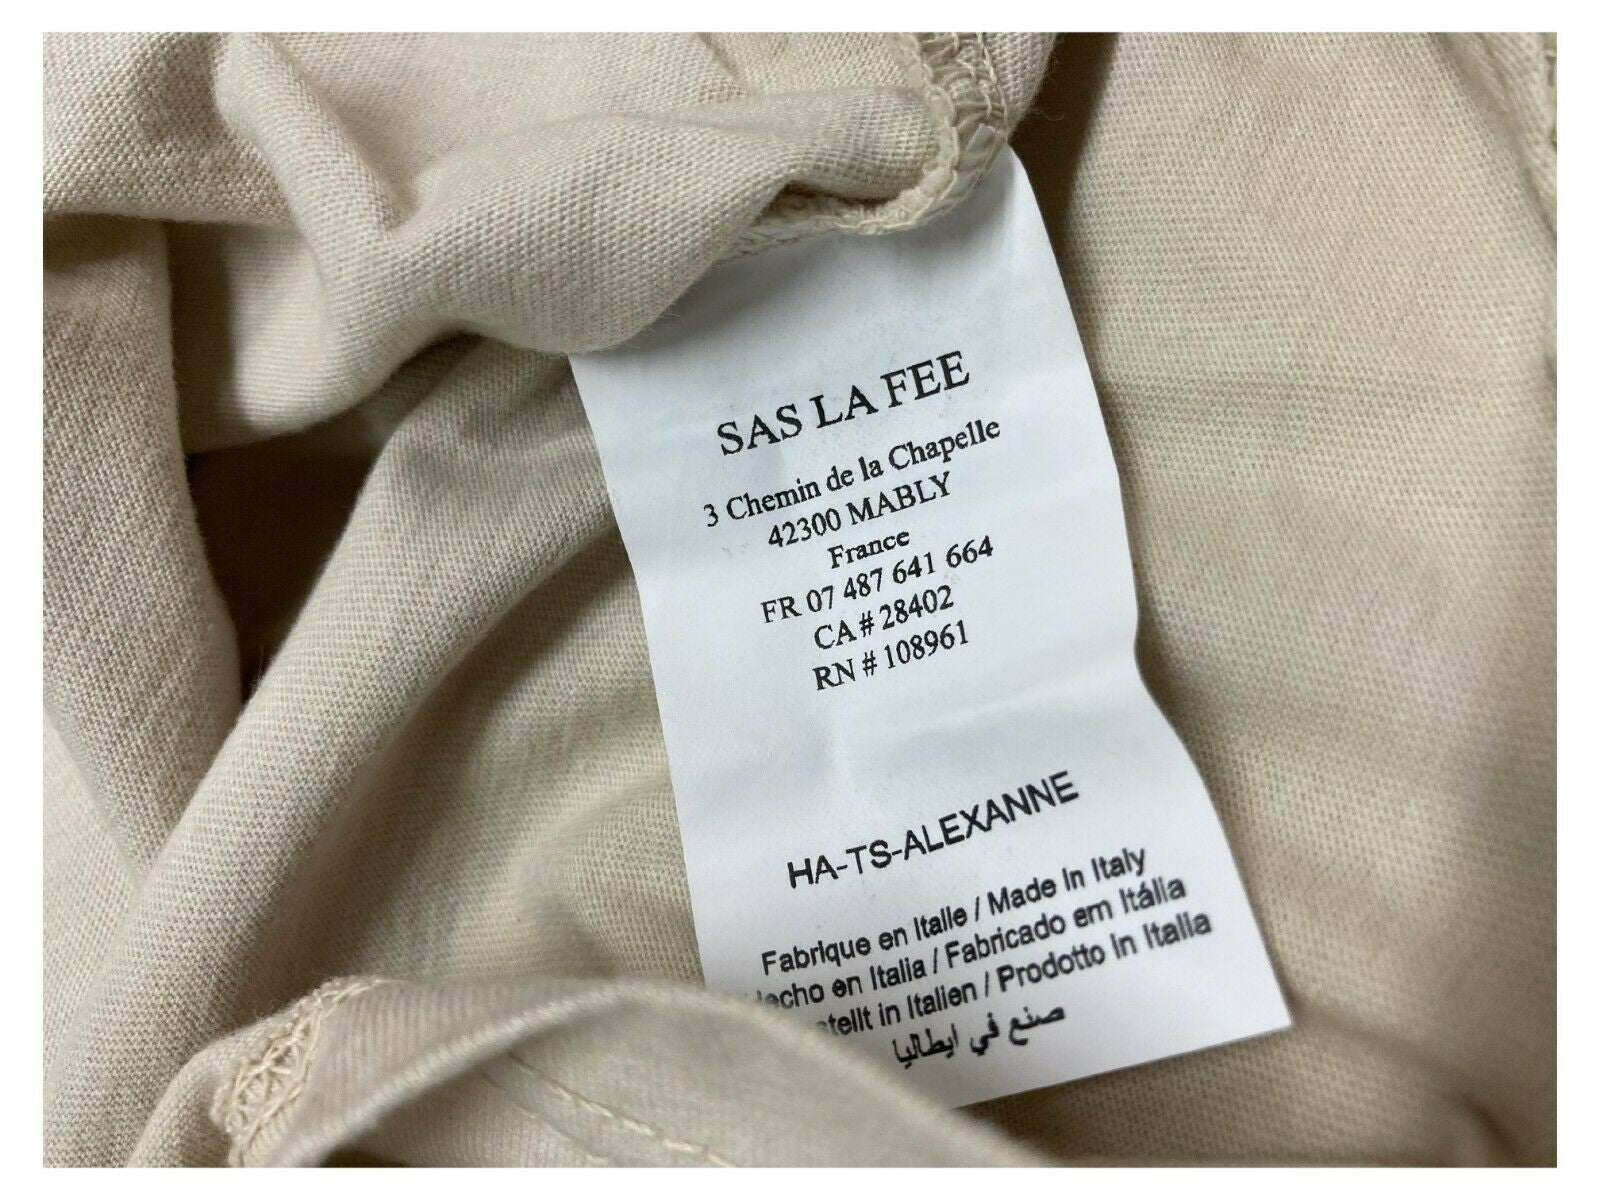 SAS LA FEE
3 Chemin de la Chapelle
42300 MABLY
France
FR 07 487 641 664
CA # 28402
RN # 108961
HA-TS-ALEXANNE
Fabrique en Italie / Made In Italy
en Italia / Fabricado em Itália
in Italien / Prodotto in Italia
صنع في ايطاليا